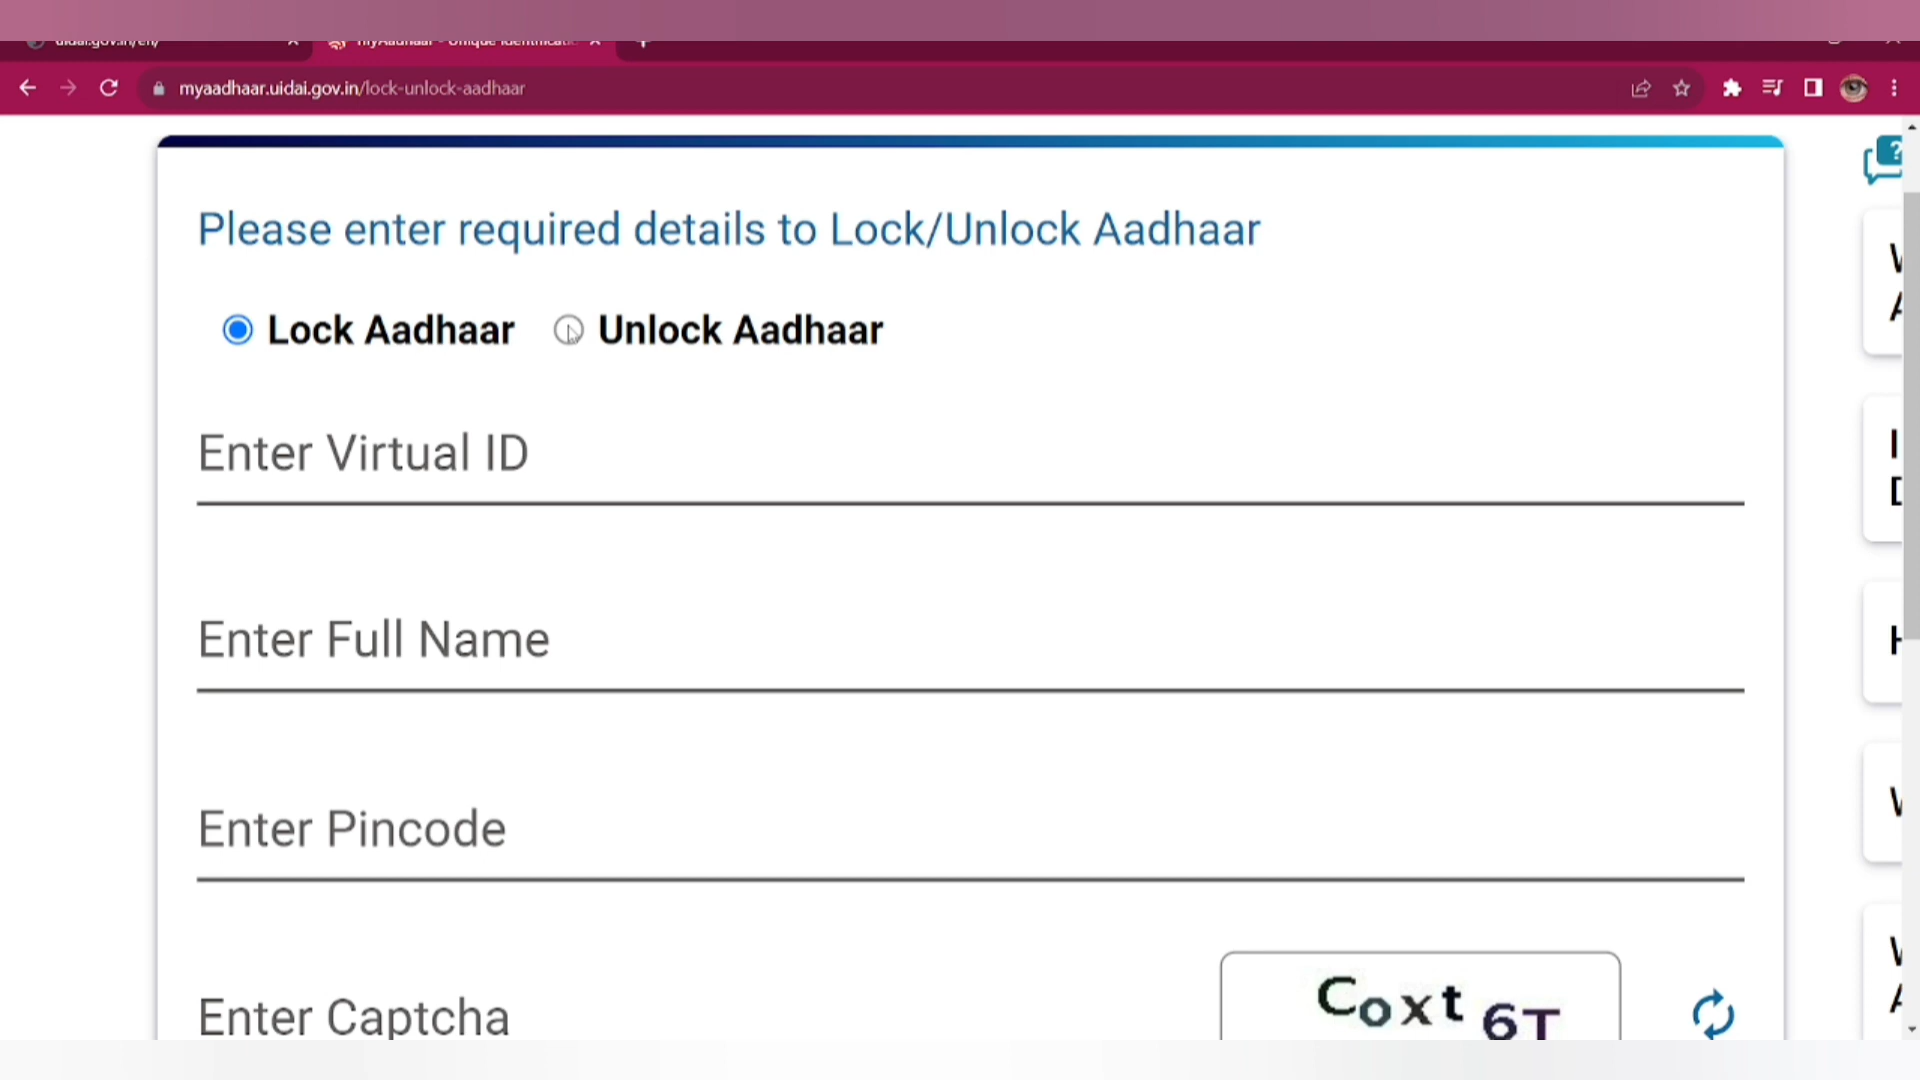 myaadhaar.uidai.gov.in/lock-unlock-aadhaar
Please enter required details to Lock/Unlock Aadhaar
Lock Aadhaar Unlock Aadhaar
Enter Virtual ID
Enter Full Name
Enter Pincode
Enter Captcha
Coxt 6T